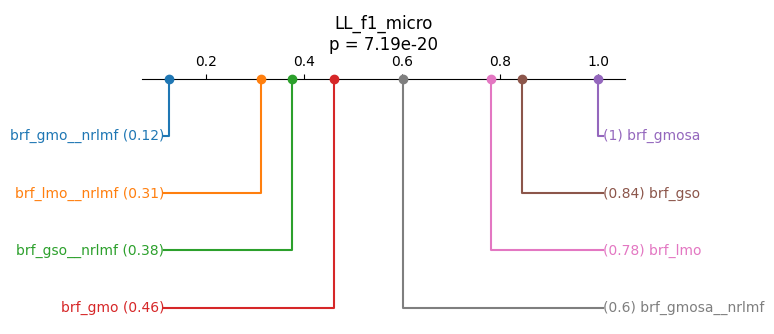 LL_f1_micro
p = 7.19e-20
0.2 0.4 0.6 0.8 1.0
brf_gmo__nrlmf (0.12)
(1) brf_gmosa
brf_lmo__nrlmf (0.31)
(0.84) brf_gso
brf_gso__nrlmf (0.38)
(0.78) brf_lmo
brf_gmo (0.46)
(0.6) brf_gmosa__nrlmf